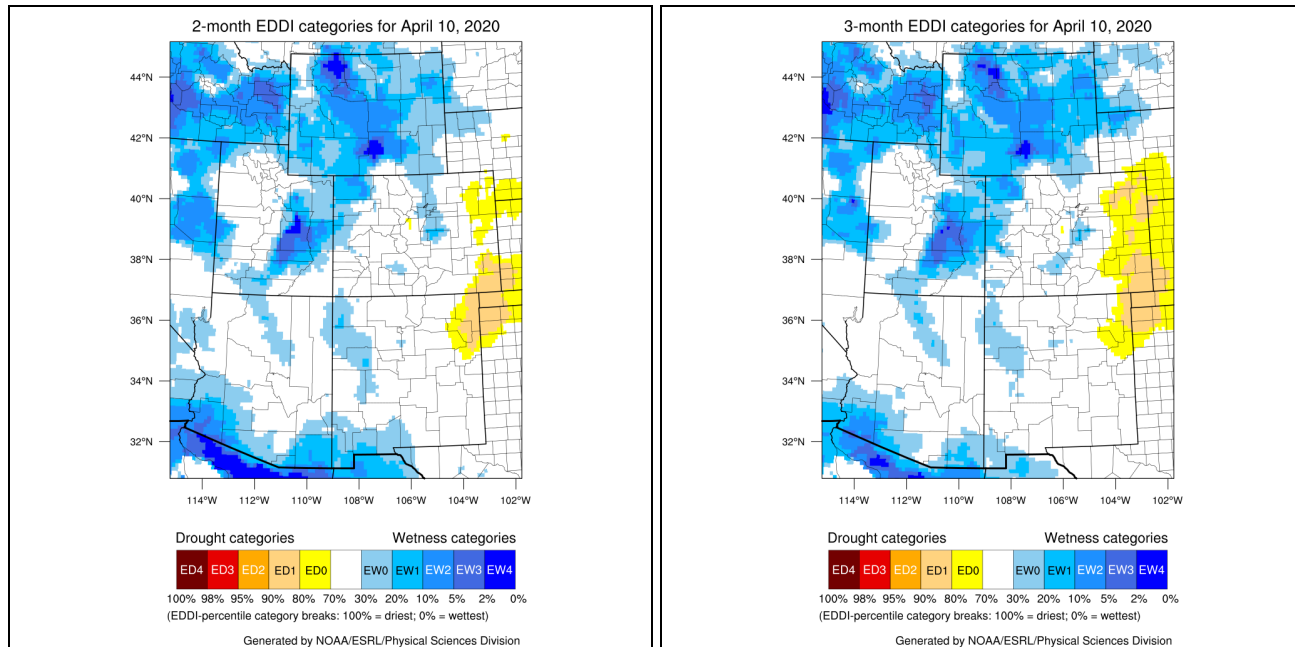 2-month EDDI categories for April 10, 2020
44°N
42°N
40°N
38°N
36°N
34°N
32°N
114°W 112°W 110°W 108°W 106°W 104°W 102°W
Drought categories Wetness categories
ED4 ED3 ED2 ED1 ED0 EW0 EW1 EW2 EW3 EW4
100% 98% 95% 90% 80% 70% 30% 20% 10% 5% 2% 0%
(EDDI-percentile category breaks: 100% = driest; 0% = wettest)
Generated by NOAA/ESRL/Physical Sciences Division
3-month EDDI categories for April 10, 2020
44°N
42°N
40°N
38°N
36°N
34°N
32°N
114°W 112°W 110°W 108°W 106°W 104°W 102°W
Drought categories Wetness categories
ED4 ED3 ED2 ED1 ED0 EW0 EW1 EW2 EW3 EW4
100% 98% 95% 90% 80% 70% 30% 20% 10% 5% 2% 0%
(EDDI-percentile category breaks: 100% = driest; 0% = wettest)
Generated by NOAA/ESRL/Physical Sciences Division